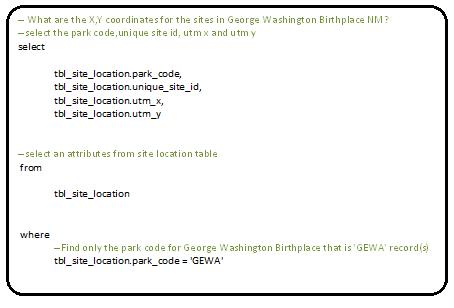 -- What are the X,Y coordinates for the sites in George Washington Birthplace NM ?
--select the park code,unique site id, utm x and utm y
select
tbl_site_location.park_code,
tbl_site_location.unique_site_id,
tbl_site_location.utm_x,
tbl_site_location.utm_y
--select an attributes from site location table
from
tbl_site_location
where
--Find only the park code for George Washington Birthplace that is 'GEWA' record(s).
tbl_site_location.park_code = 'GEWA'